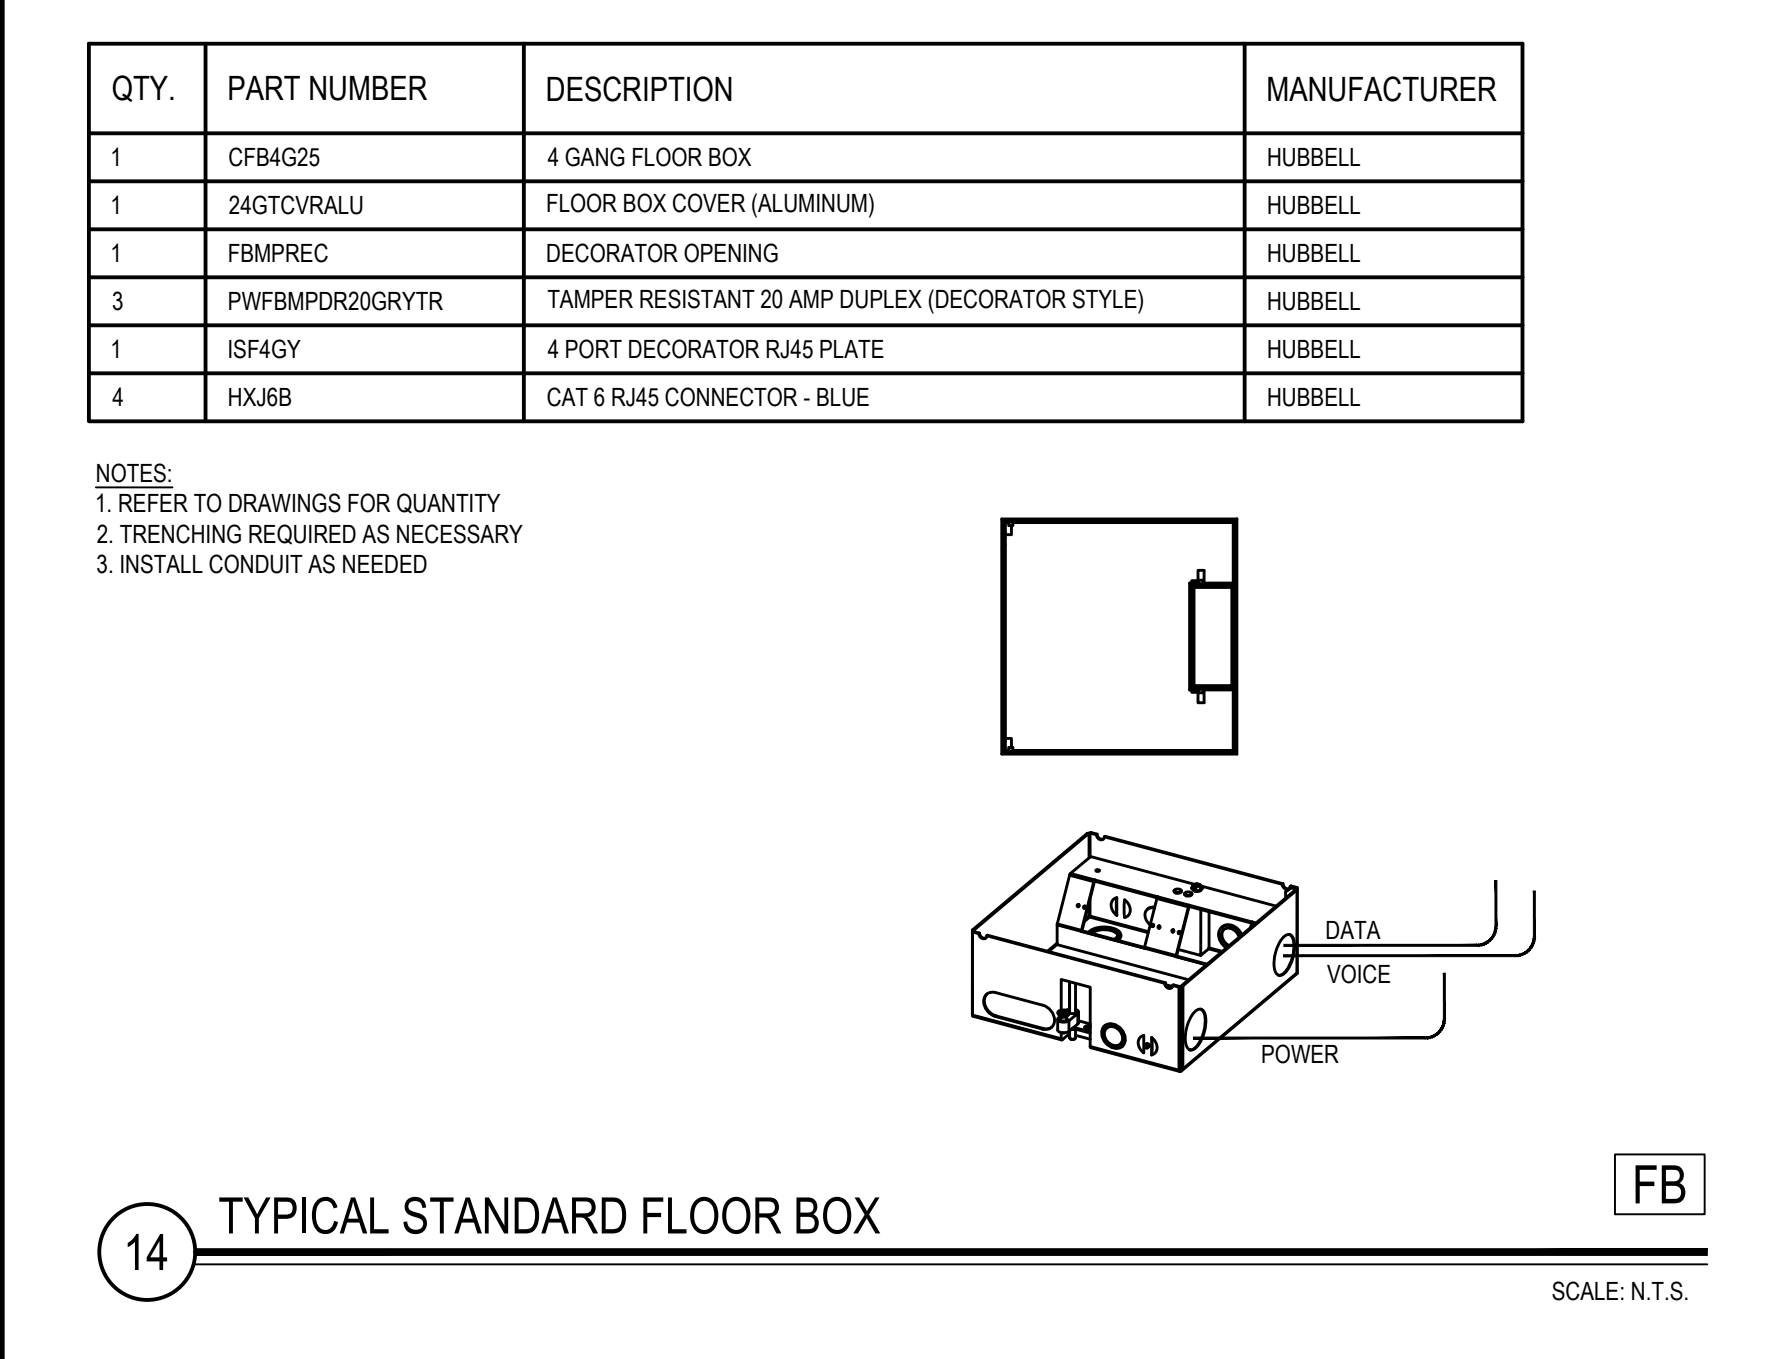 QTY. PART NUMBER DESCRIPTION MANUFACTURER
1 CFB4G25 4 GANG FLOOR BOX HUBBELL
1 24GTCVRALU FLOOR BOX COVER (ALUMINUM) HUBBELL
1 FBMPREC DECORATOR OPENING HUBBELL
3 PWFBMPDR20GRYTR TAMPER RESISTANT 20 AMP DUPLEX (DECORATOR STYLE) HUBBELL
1 ISF4GY 4 PORT DECORATOR RJ45 PLATE HUBBELL
4 HXJ6B CAT 6 RJ45 CONNECTOR - BLUE HUBBELL
NOTES:
1. REFER TO DRAWINGS FOR QUANTITY
2. TRENCHING REQUIRED AS NECESSARY
3. INSTALL CONDUIT AS NEEDED
DATA
VOICE
POWER
FB
14 TYPICAL STANDARD FLOOR BOX
SCALE: N.T.S.